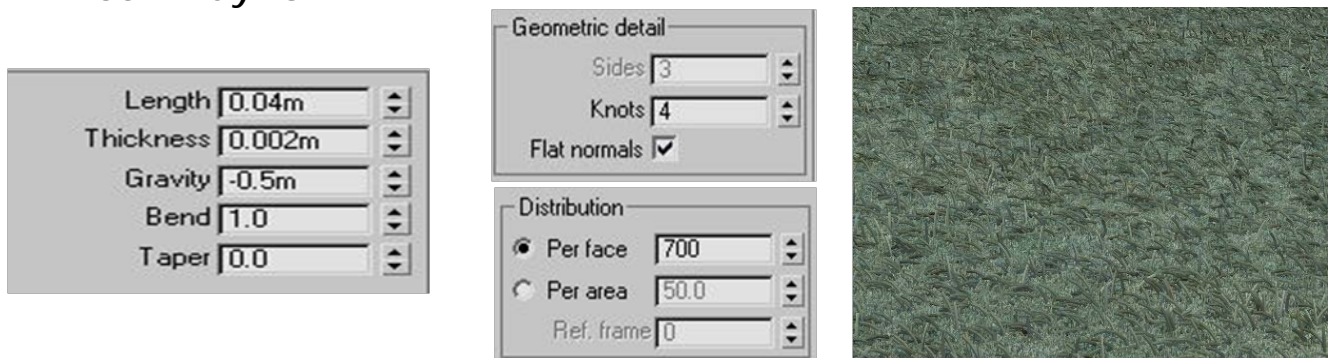 Length 0.04m
Thickness 0.002m
Gravity -0.5m
Bend 1.0
Taper 0.0
Geometric detail
Sides 3
Knots 4
Flat normals
Distribution
Per face 700
Per area 50.0
Ref. frame 0